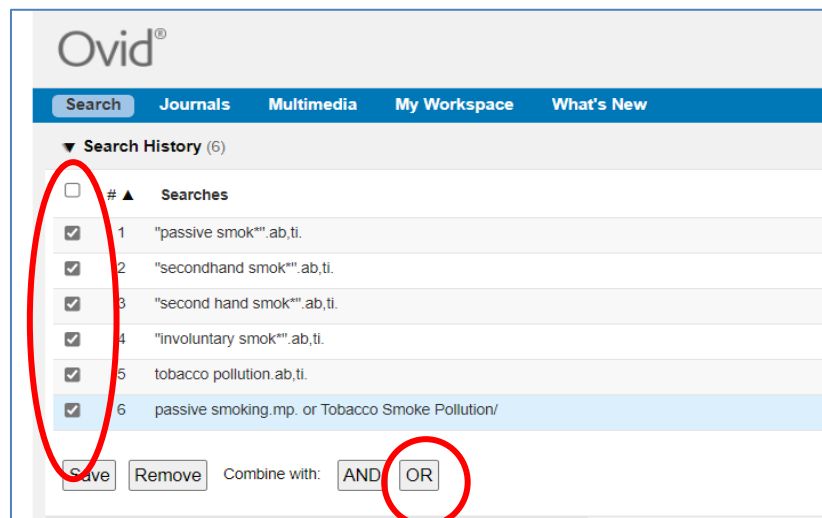 Ovid®
Search Journals Multimedia My Workspace What's New
▼ Search History (6)
# ▲ Searches
1 "passive smok*".ab,ti.
2 "secondhand smok*".ab,ti.
3 "second hand smok*".ab,ti.
4 "involuntary smok*".ab,ti.
5 tobacco pollution.ab,ti.
6 passive smoking.mp. or Tobacco Smoke Pollution/
Save Remove Combine with: AND OR